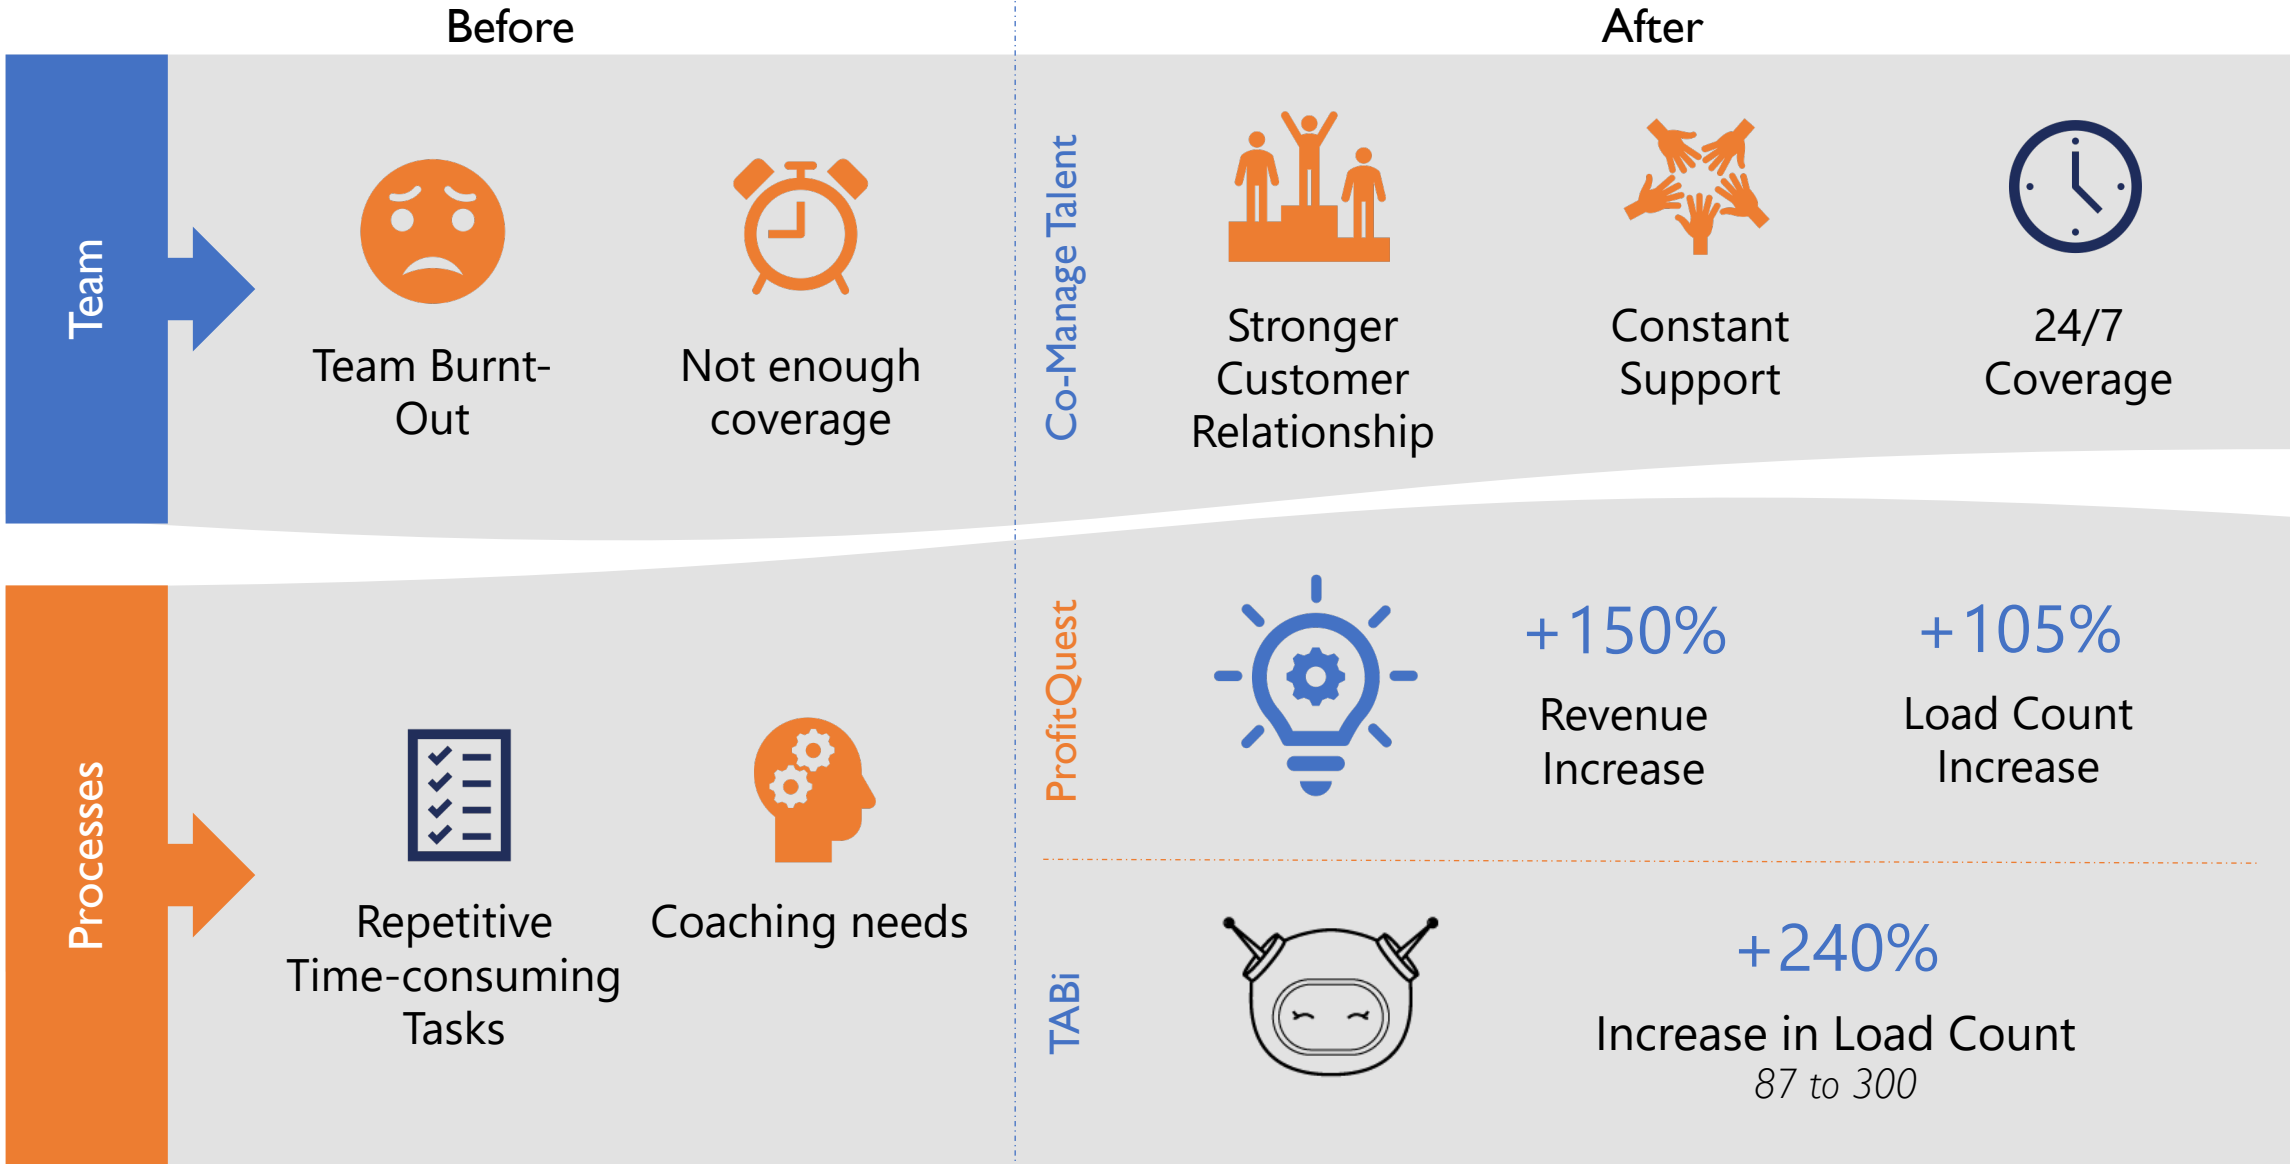 Before
After
Team
Team Burnt-
Out
Not enough
coverage
Co-Manage Talent
Stronger
Customer
Relationship
Constant
Support
24/7
Coverage
Processes
Repetitive
Time-consuming
Tasks
Coaching needs
ProfitQuest
+150%
Revenue
Increase
+105%
Load Count
Increase
TABi
+240%
Increase in Load Count
87 to 300